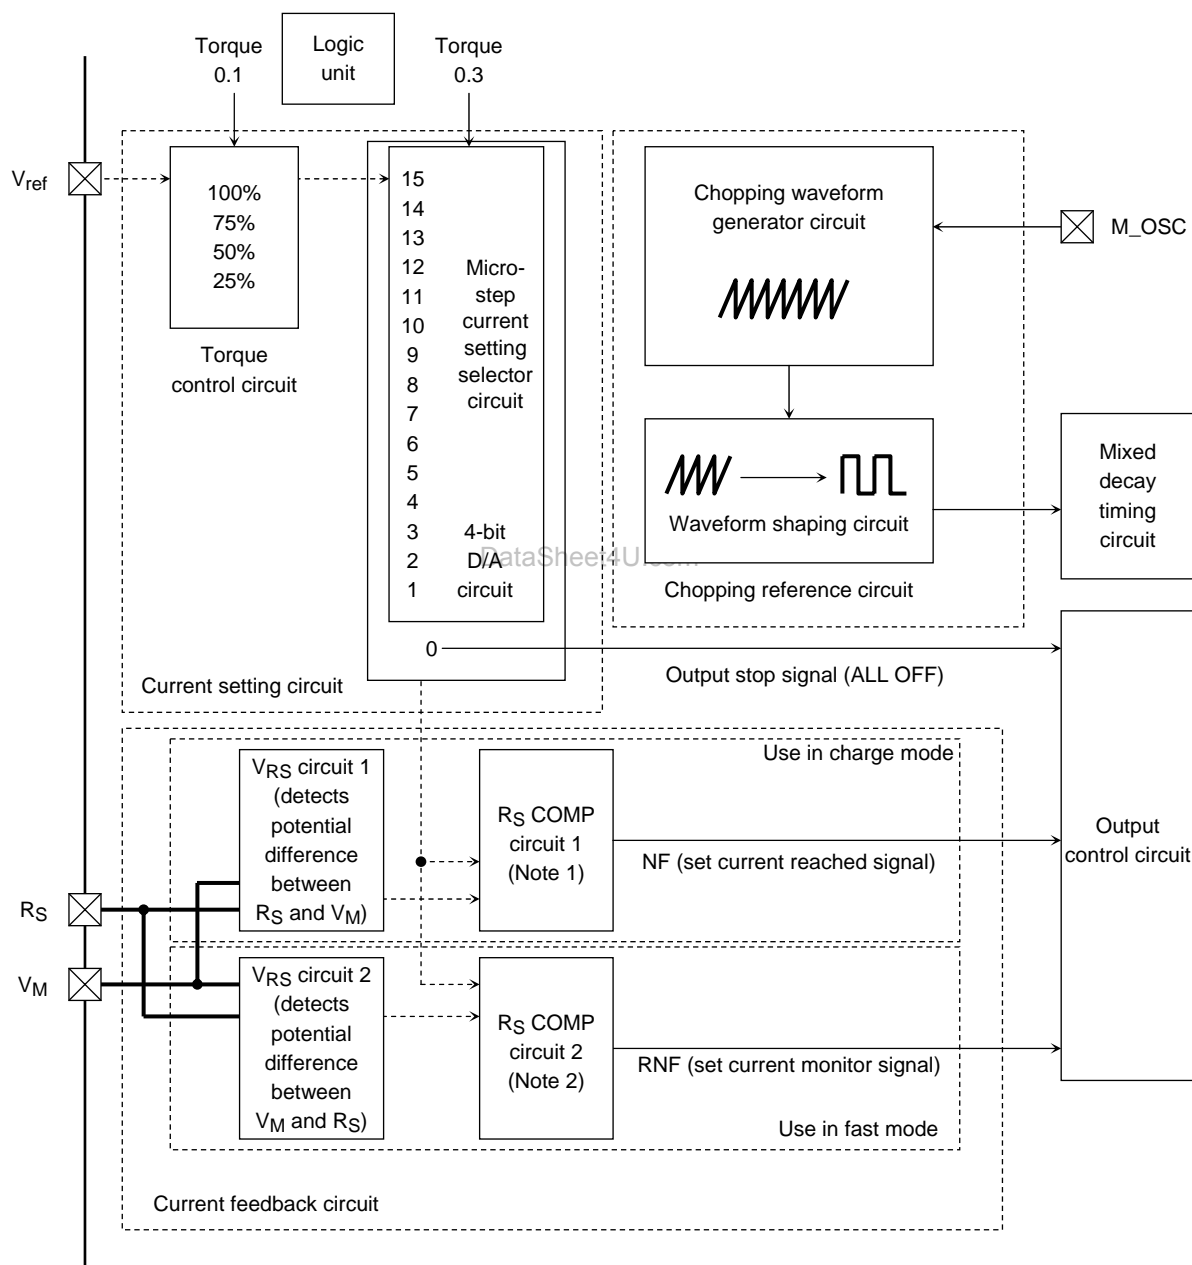 Torque
0.1
Logic
unit
Torque
0.3
Vref
100%
75%
50%
25%
Torque
control circuit
15
14
13
12
11
10
9
8
7
6
5
4
3
2
1
Micro-
step
current
setting
selector
circuit
4-bit
D/A
circuit
0
Current setting circuit
Chopping waveform
generator circuit
M_OSC
Waveform shaping circuit
Chopping reference circuit
Mixed
decay
timing
circuit
DataSheet4U.com
Output stop signal (ALL OFF)
Use in charge mode
VRS circuit 1
(detects
potential
difference
between
RS and VM)
RS COMP
circuit 1
(Note 1)
NF (set current reached signal)
Output
control circuit
RS
VM
VRS circuit 2
(detects
potential
difference
between
VM and RS)
RS COMP
circuit 2
(Note 2)
RNF (set current monitor signal)
Use in fast mode
Current feedback circuit